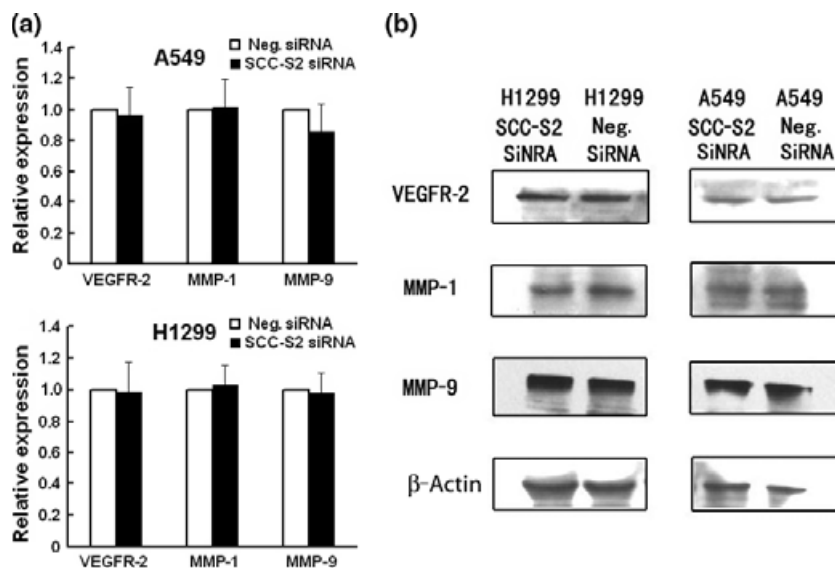 (a)
A549
Neg. siRNA
SCC-S2 siRNA
Relative expression
1.4
1.2
1.0
0.8
0.6
0.4
0.2
0
VEGFR-2 MMP-1 MMP-9
H1299
Neg. siRNA
SCC-S2 siRNA
Relative expression
1.4
1.2
1.0
0.8
0.6
0.4
0.2
0.0
VEGFR-2 MMP-1 MMP-9
(b)
H1299 H1299 A549 A549
SCC-S2 Neg. SCC-S2 Neg.
SiNRA SiRNA SiNRA SiRNA
VEGFR-2
MMP-1
MMP-9
β-Actin